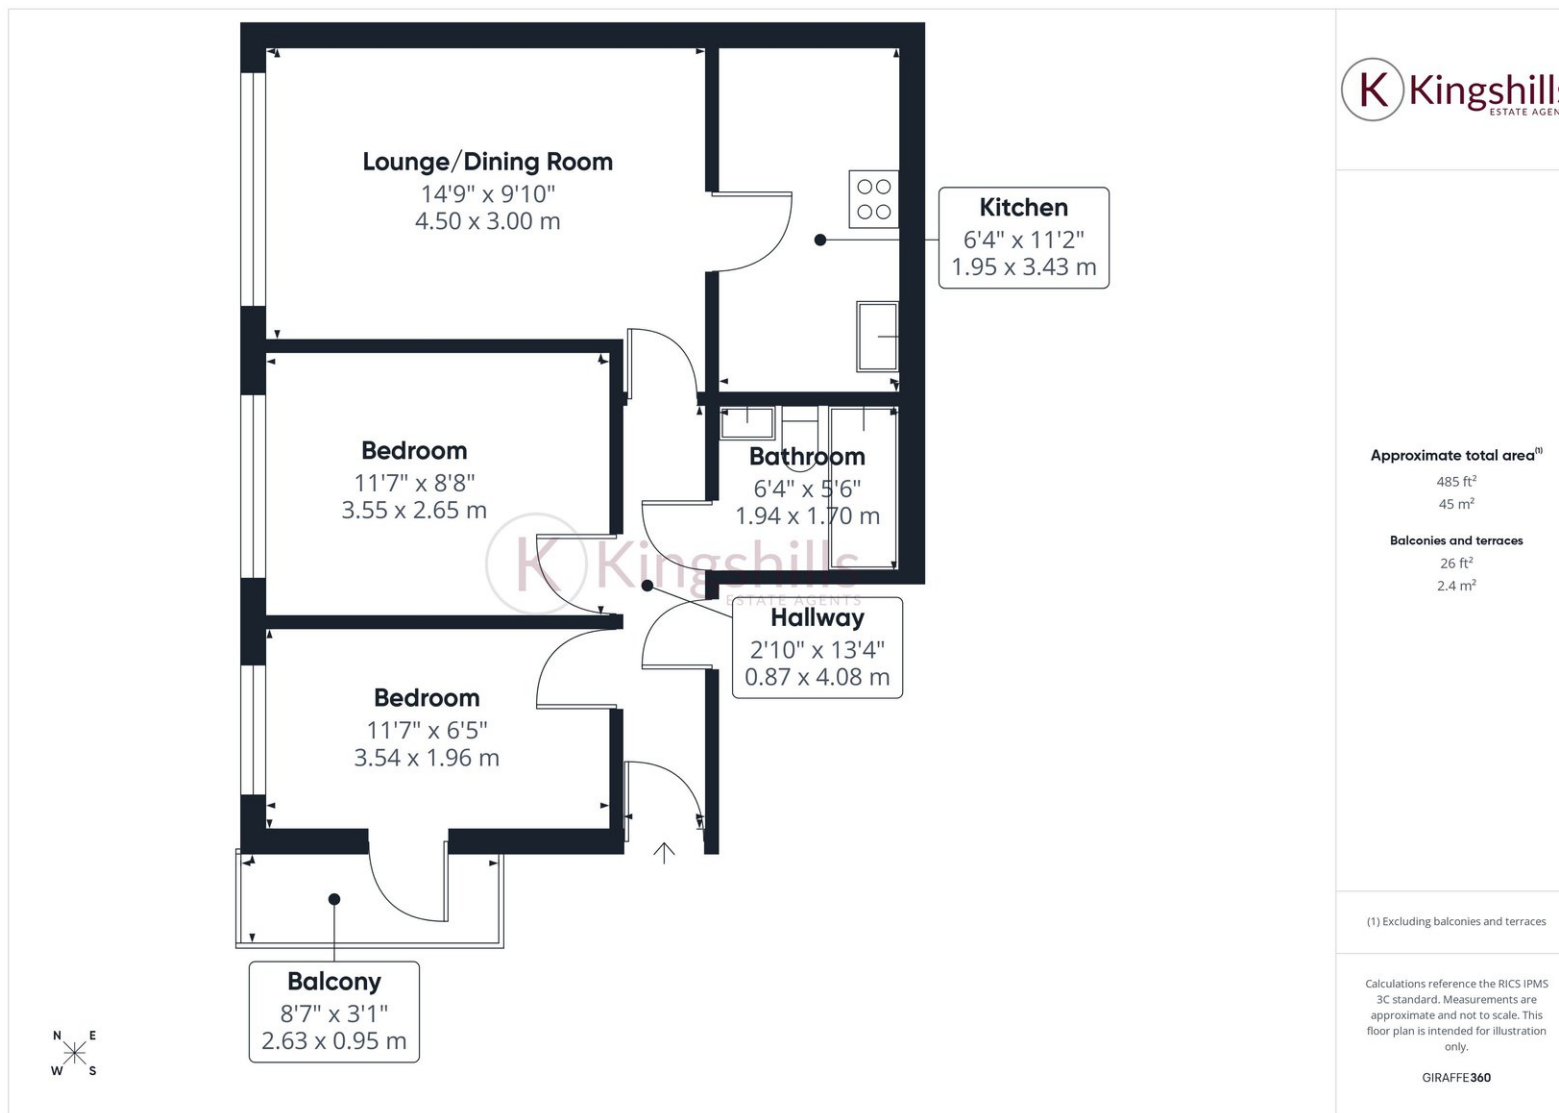 Lounge/Dining Room
14'9" x 9'10"
4.50 x 3.00 m
Kitchen
6'4" x 11'2"
1.95 x 3.43 m
Bedroom
11'7" x 8'8"
3.55 x 2.65 m
Bathroom
6'4" x 5'6"
1.94 x 1.70 m
K Kingshills
ESTATE AGENTS
Hallway
2'10" x 13'4"
0.87 x 4.08 m
Bedroom
11'7" x 6'5"
3.54 x 1.96 m
Balcony
8'7" x 3'1"
2.63 x 0.95 m
N E
W S
K Kingshills
ESTATE AGEN
Approximate total area(1)
485 ft²
45 m²
Balconies and terraces
26 ft²
2.4 m²
(1) Excluding balconies and terraces
Calculations reference the RICS IPMS
3C standard. Measurements are
approximate and not to scale. This
floor plan is intended for illustration
only.
GIRAFFE360